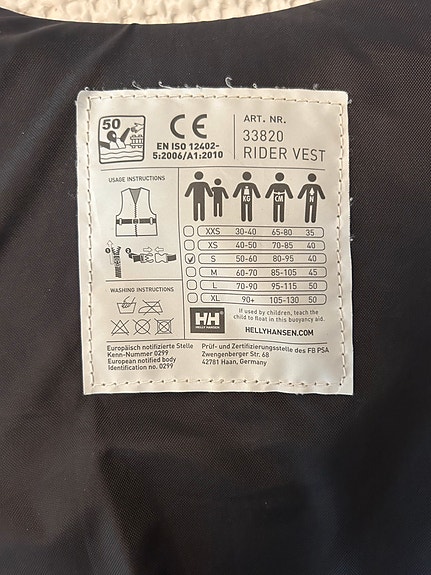 50
CE
EN ISO 12402-
5:2006/A1:2010
ART. NR.
33820
RIDER VEST
USAGE INSTRUCTIONS
1 2
KG CM N
XXS 30-40 65-80 35
XS 40-50 70-85 40
S 50-60 80-95 40
M 60-70 85-105 45
L 70-90 95-115 50
XL 90+ 105-130 50
WASHING INSTRUCTIONS
HH
HELLY HANSEN
If used by children, teach the
child to float in this buoyancy aid.
HELLYHANSEN.COM
Europäisch notifizierte Stelle
Kenn-Nummer 0299
European notified body
Identification no. 0299
Prüf- und Zertifizierungsstelle des FB PSA
Zwengenberger Str. 68
42781 Haan, Germany